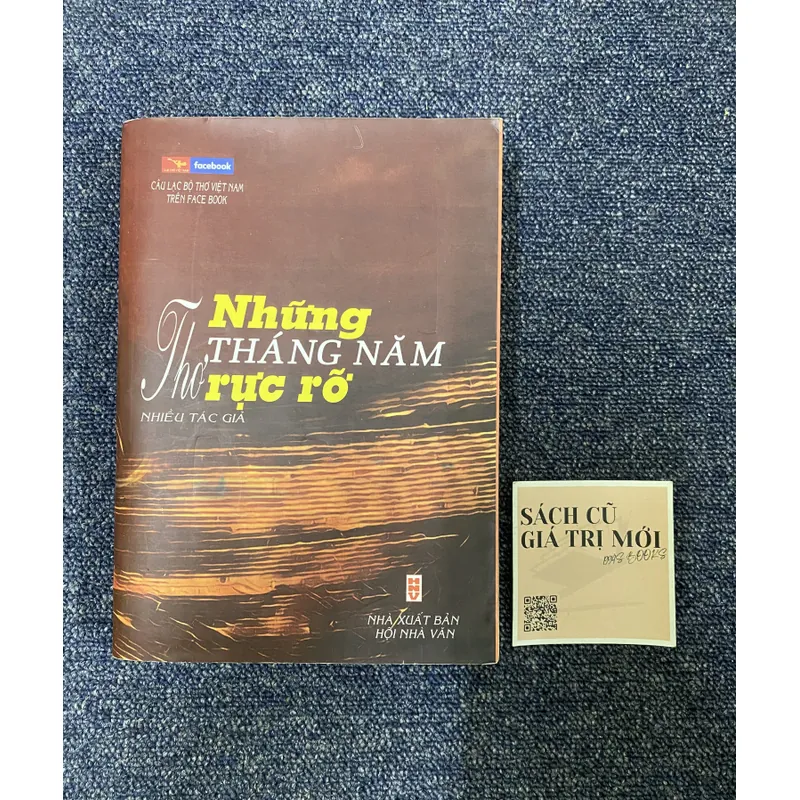 facebook
CÂU LẠC BỘ THƠ VIỆT NAM
TRÊN FACE BOOK
Thơ
Những
THÁNG NĂM
rực rỡ
NHIỀU TÁC GIẢ
HNV
NHÀ XUẤT BẢN
HỘI NHÀ VĂN
SÁCH CŨ
GIÁ TRỊ MỚI